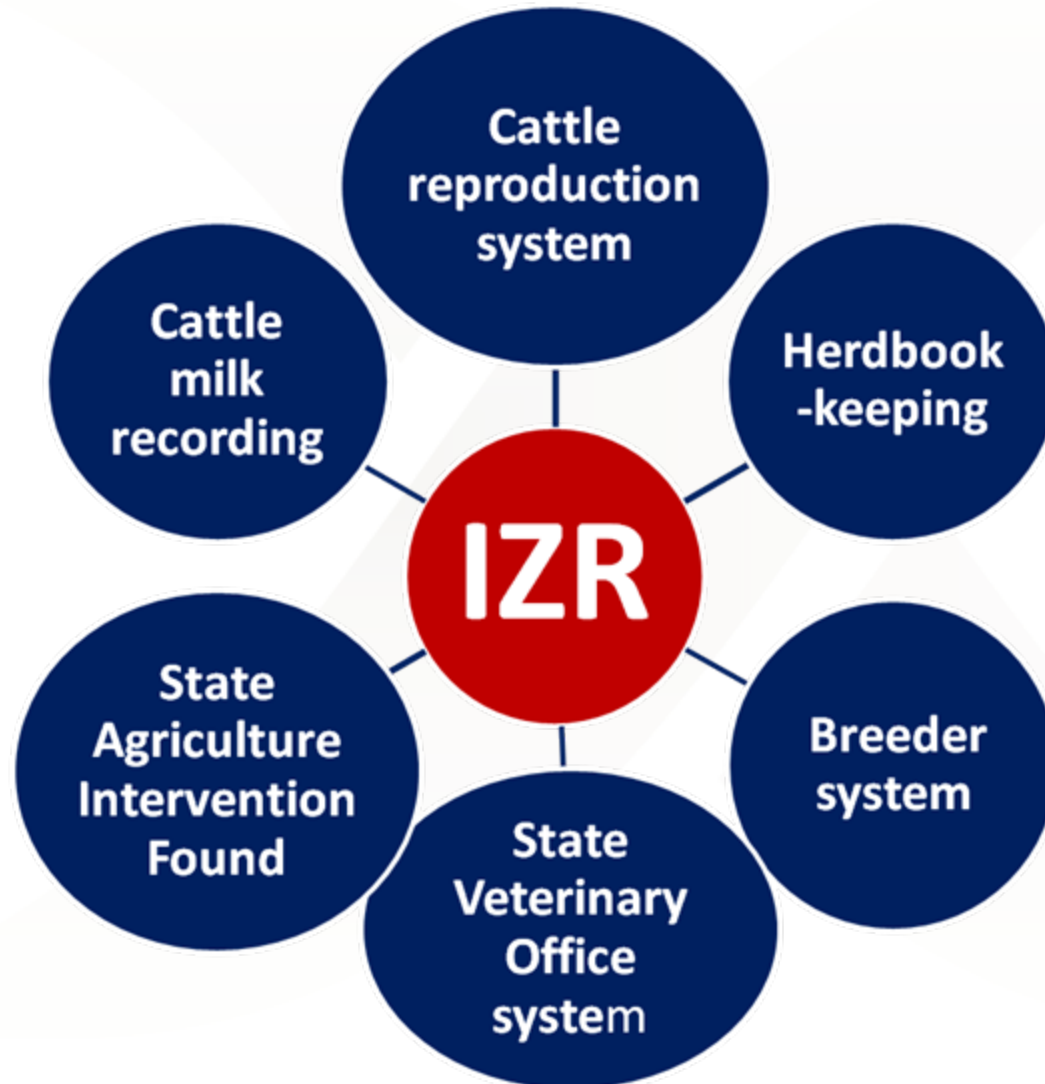 Cattle
reproduction
system
Cattle
milk
recording
Herdbook
-keeping
IZR
State
Agriculture
Intervention
Found
Breeder
system
State
Veterinary
Office
system